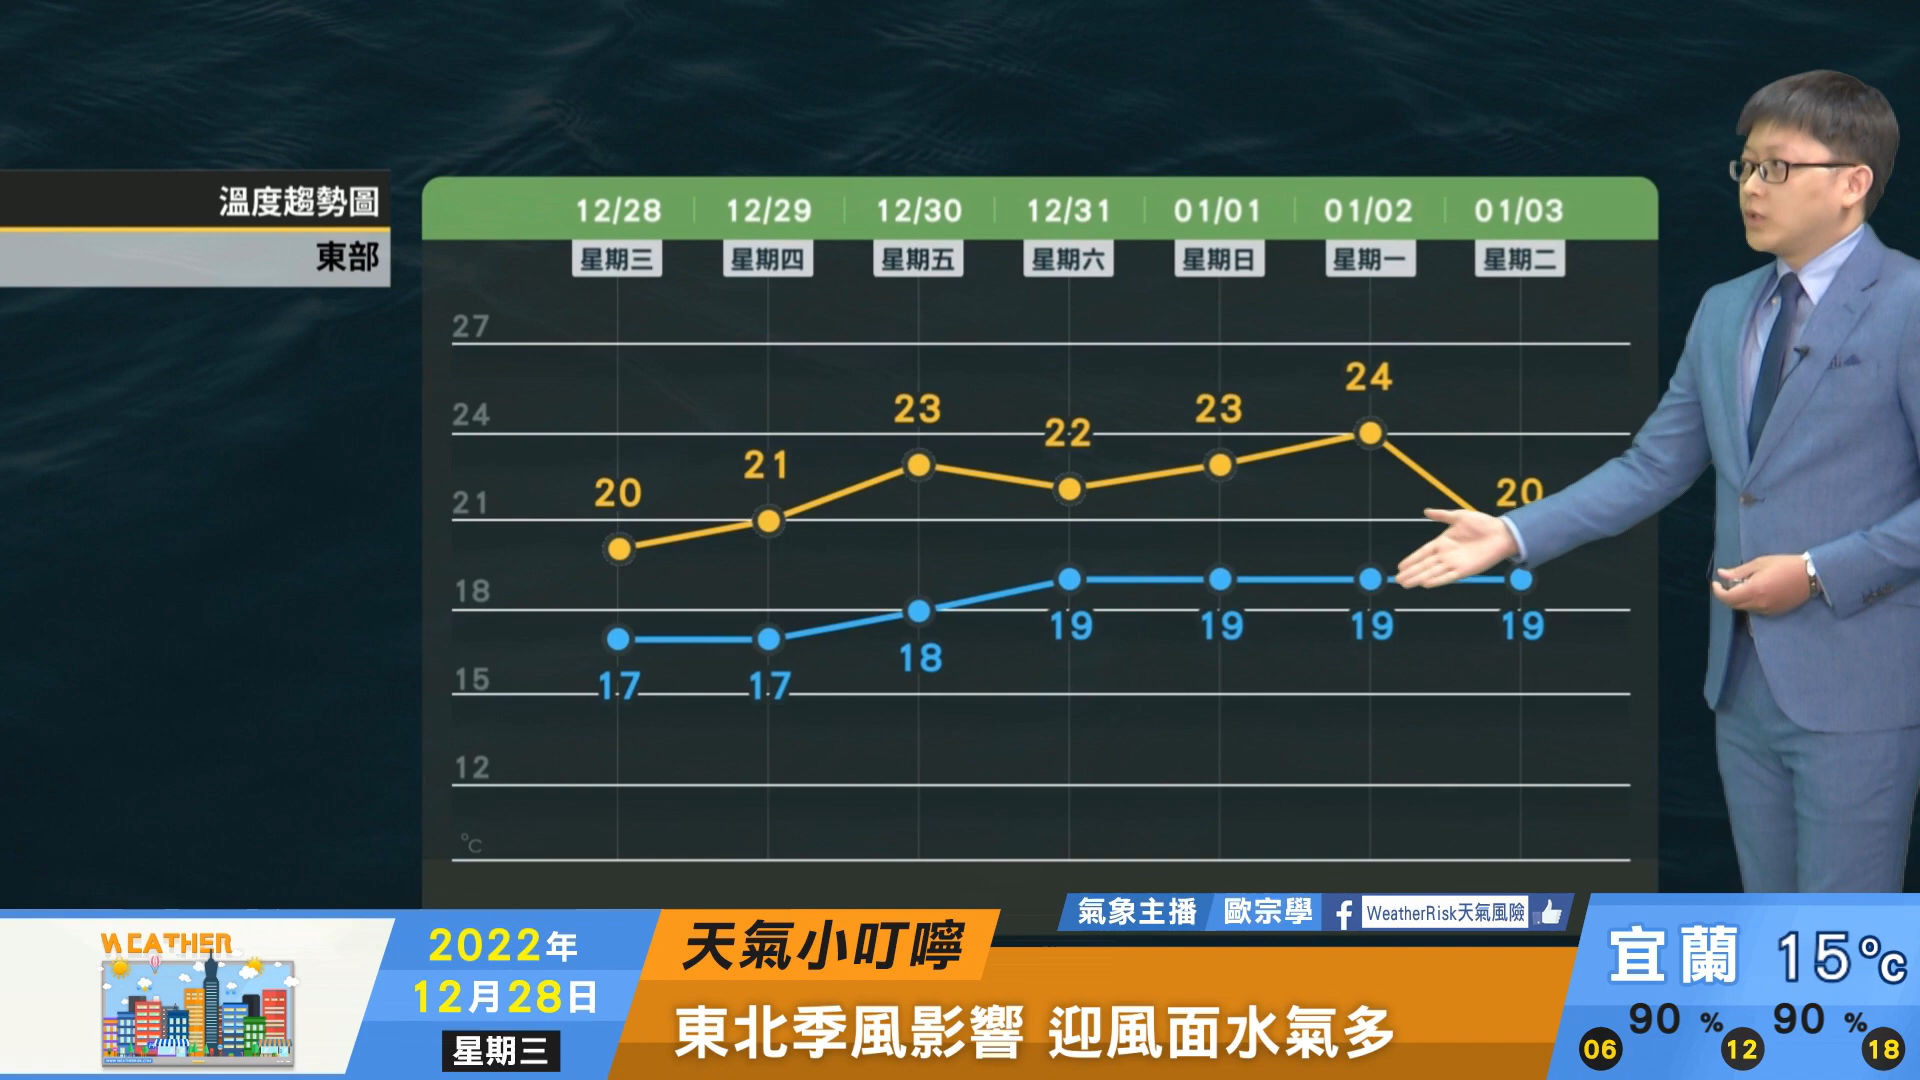 溫度趨勢圖
東部
12/28 12/29 12/30 12/31 01/01 01/02 01/03
星期三 星期四 星期五 星期六 星期日 星期一 星期二
27
24
21
18
15
12
°C
20 21 23 22 23 24 20
17 17 18 19 19 19 19
氣象主播 歐宗學 f WeatherRisk天氣風險
WEATHER
2022年
12月28日
星期三
天氣小叮嚀
東北季風影響 迎風面水氣多
宜蘭 15°C
90 % 90 %
06 12 18